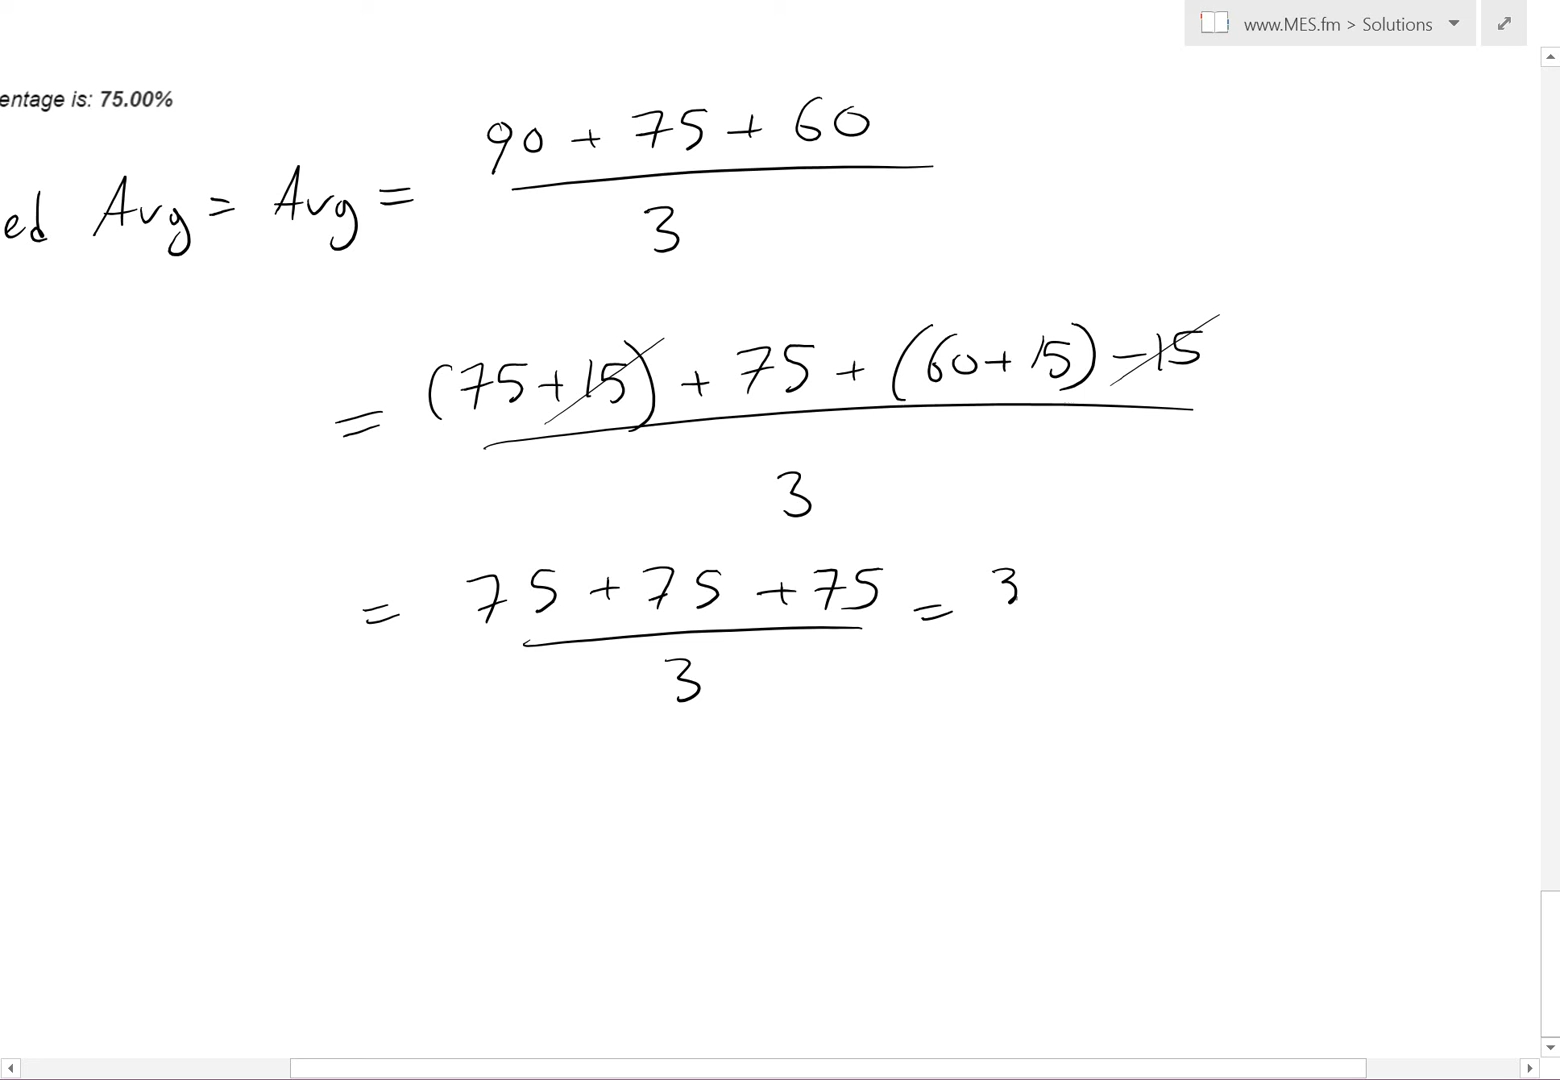 www.MES.fm > Solutions
entage is: 75.00%
ed Avg = Avg = 90 + 75 + 60
3
= (75+15) + 75 + (60+15) -15
3
= 75 + 75 + 75 = 3
3